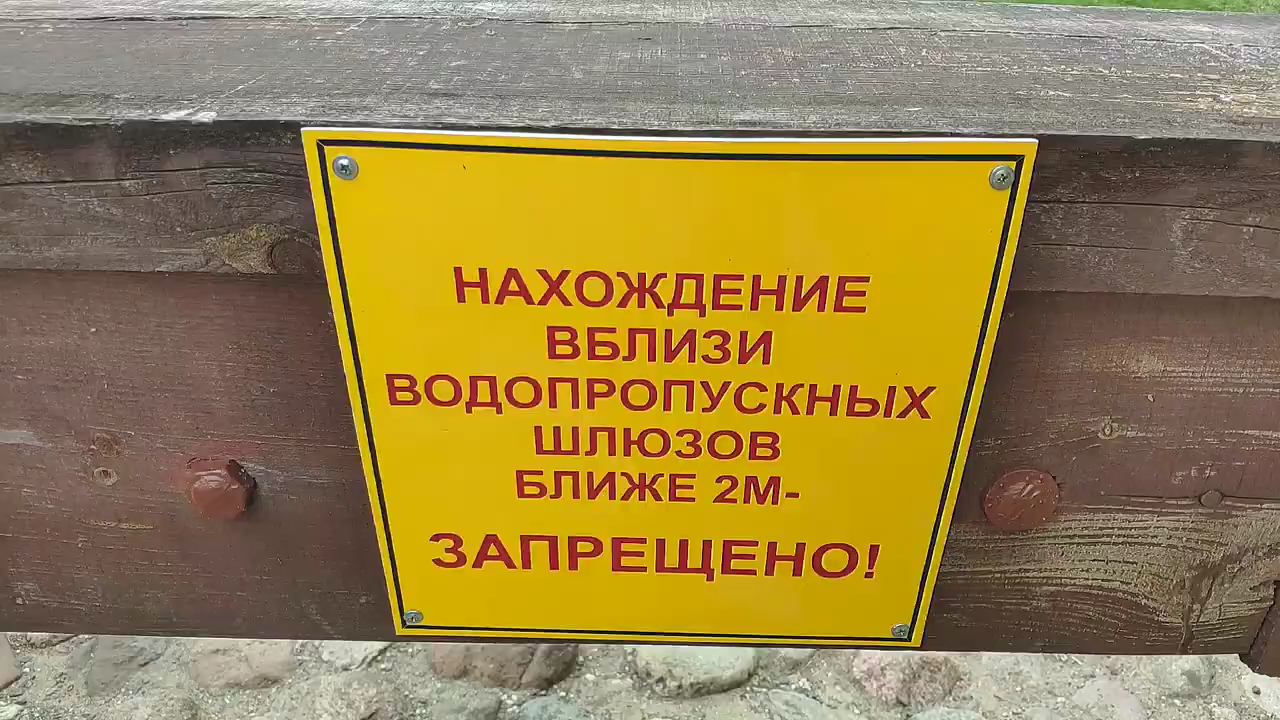 НАХОЖДЕНИЕ
ВБЛИЗИ
ВОДОПРОПУСКНЫХ
ШЛЮЗОВ
БЛИЖЕ 2М-
ЗАПРЕЩЕНО!